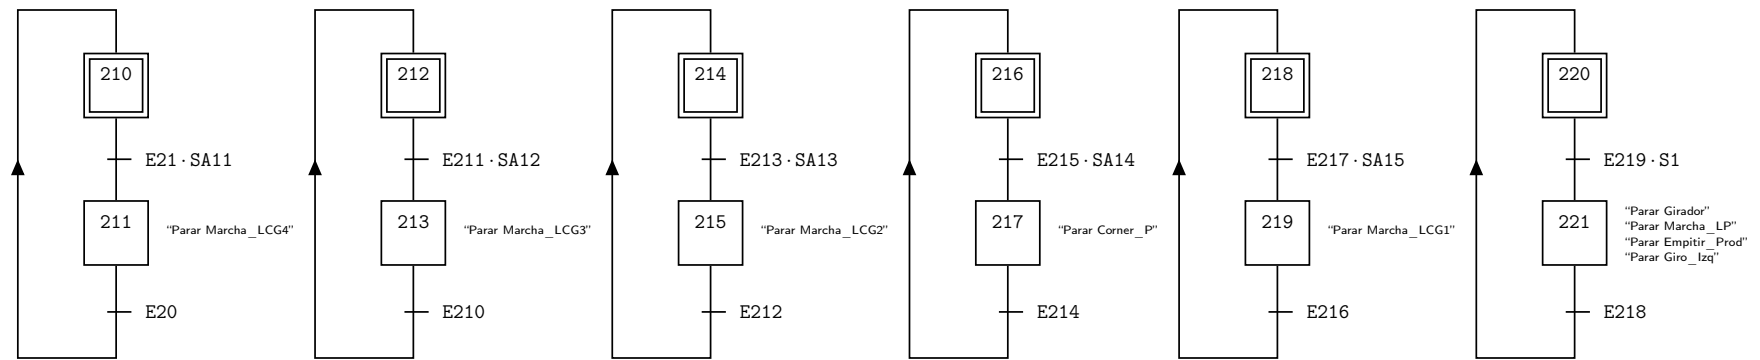 210
212
214
216
218
220
E21·SA11
E211·SA12
E213·SA13
E215·SA14
E217·SA15
E219·S1
211
“Parar Marcha_LCG4”
213
“Parar Marcha_LCG3”
215
“Parar Marcha_LCG2”
217
“Parar Corner_P”
219
“Parar Marcha_LCG1”
221
“Parar Girador”
“Parar Marcha_LP”
“Parar Empitir_Prod”
“Parar Giro_Izq”
E20
E210
E212
E214
E216
E218